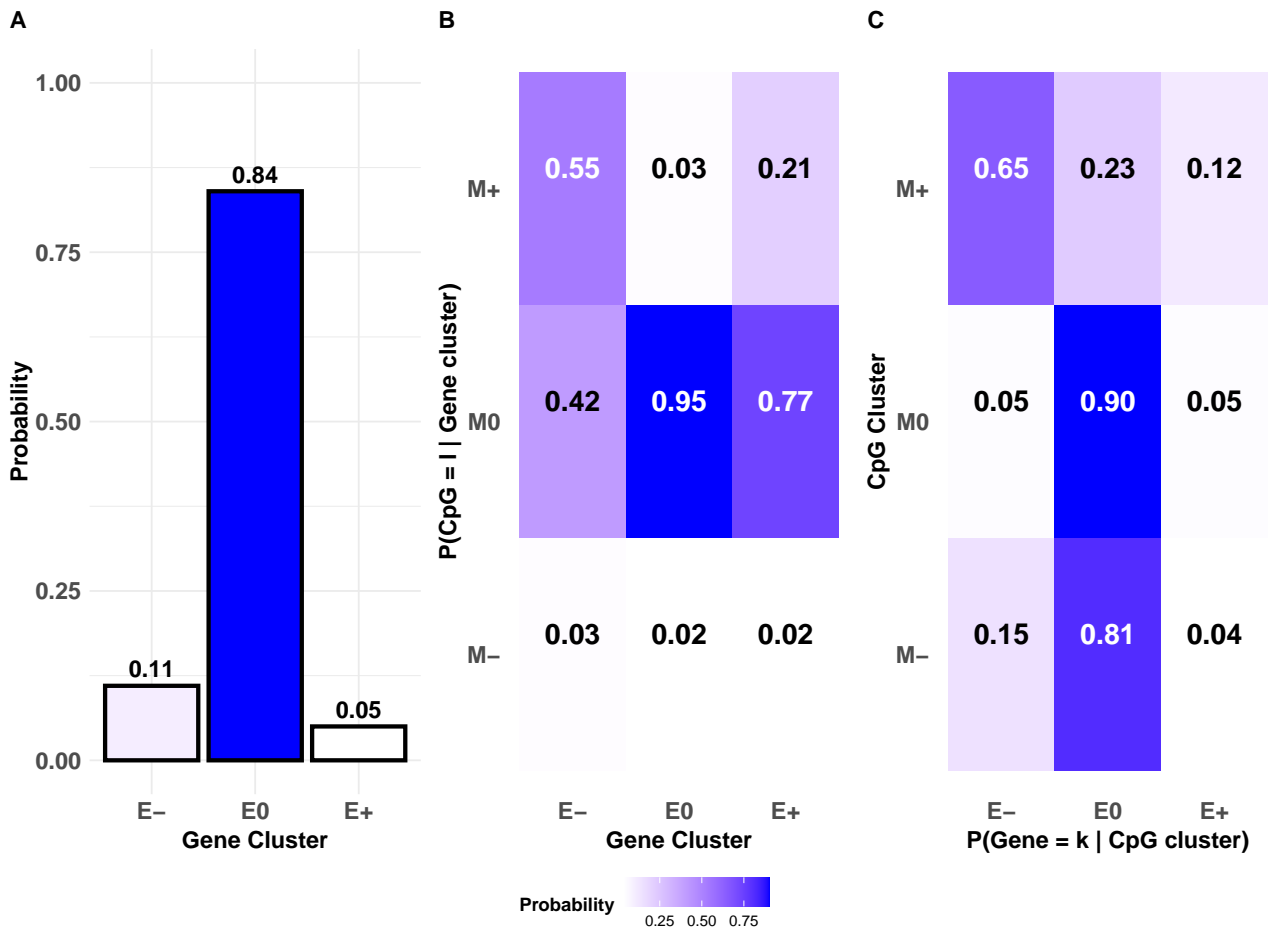 A
B
C
1.00
0.75
0.50
0.25
0.00
Probability
0.11
0.84
0.05
E− E0 E+
Gene Cluster
P(CpG = l | Gene cluster)
M+
M0
M−
0.55 0.03 0.21
0.42 0.95 0.77
0.03 0.02 0.02
E− E0 E+
Gene Cluster
CpG Cluster
M+
M0
M−
0.65 0.23 0.12
0.05 0.90 0.05
0.15 0.81 0.04
E− E0 E+
P(Gene = k | CpG cluster)
Probability
0.25 0.50 0.75